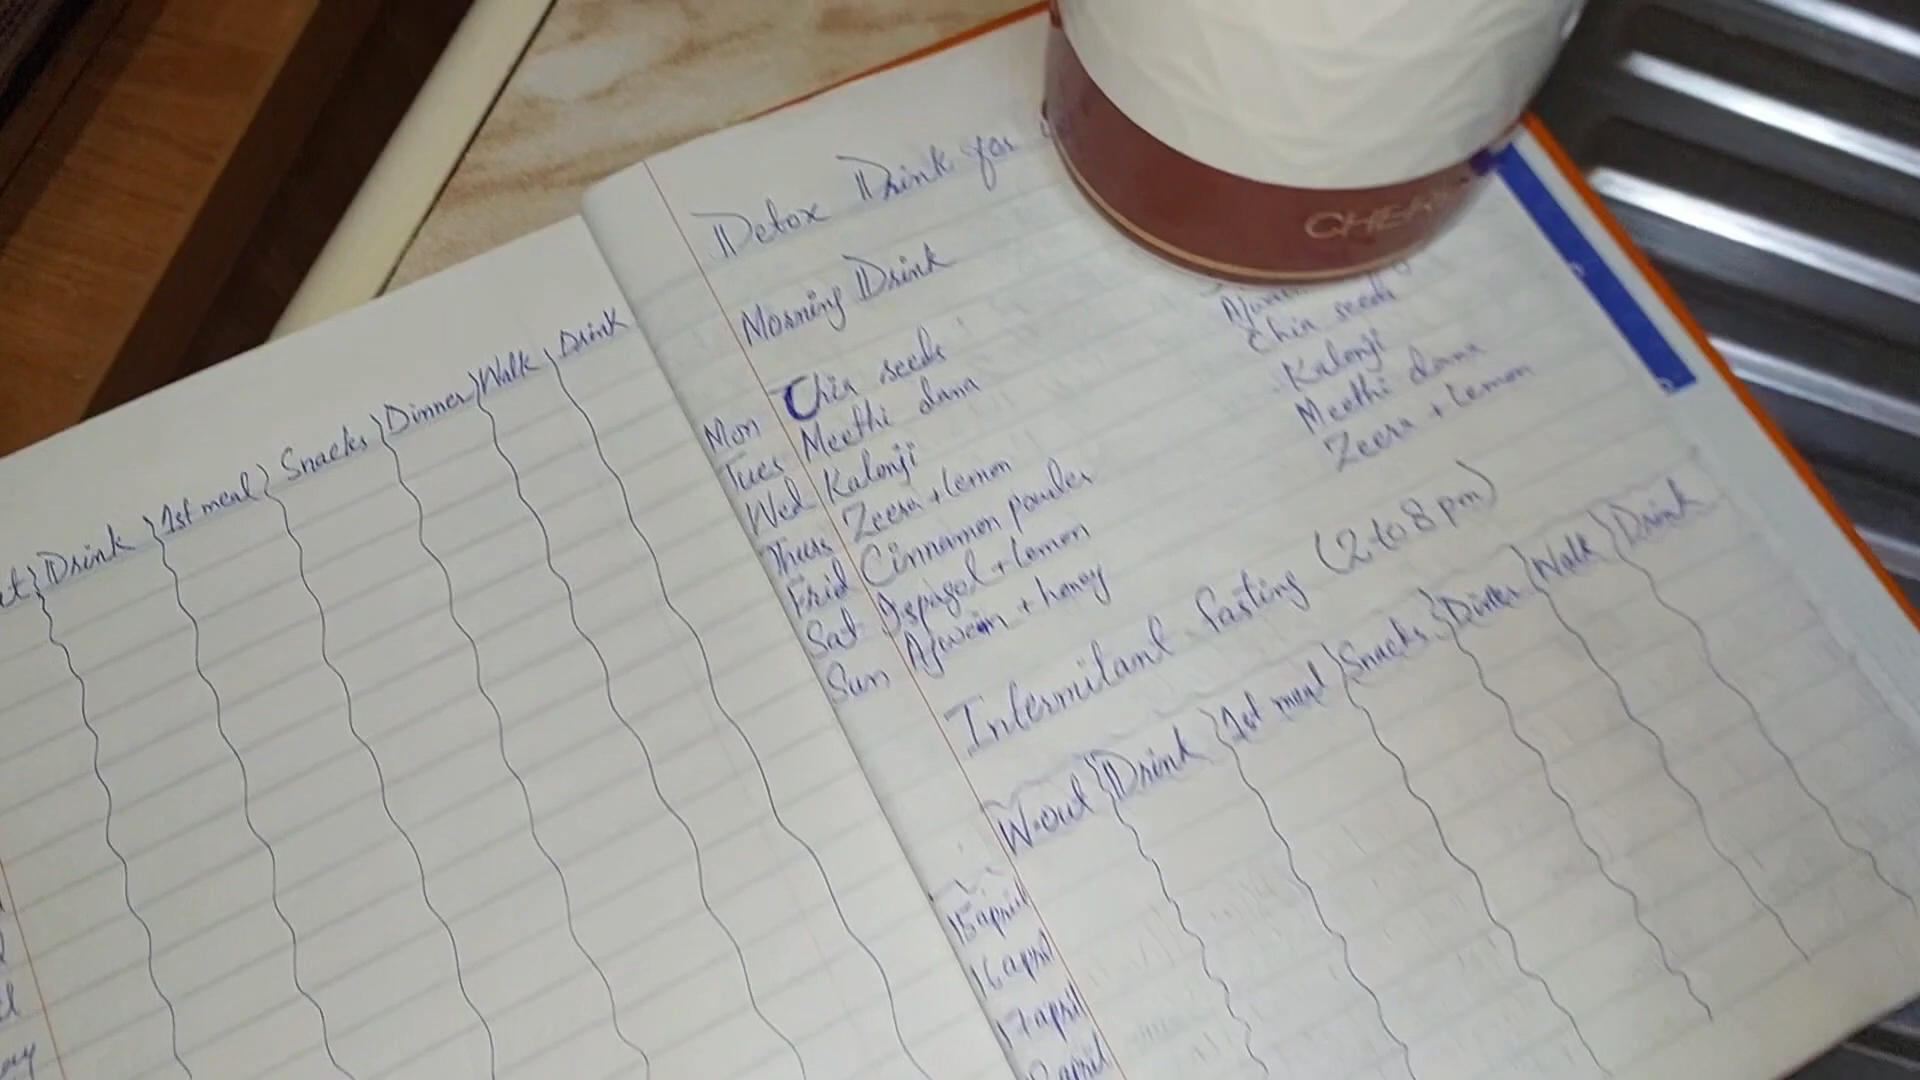 Drink
1st meal
Snacks
Dinner
Walk
Drink
Detox Drink for
Morning Drink
Mon Chia seeds
Tues Meethi dana
Wed Kalonji
Thurs Zeera + lemon
Frid Cinnamon powder
Sat Ispagol + lemon
Sun Ajwain + honey
Chia seeds
Kalonji
Meethi dana
Zeera + lemon
Intermitant fasting (2 to 8 pm)
W-out Drink 1st meal Snacks Dinner Walk Drink
15 april
16 april
17 april
april